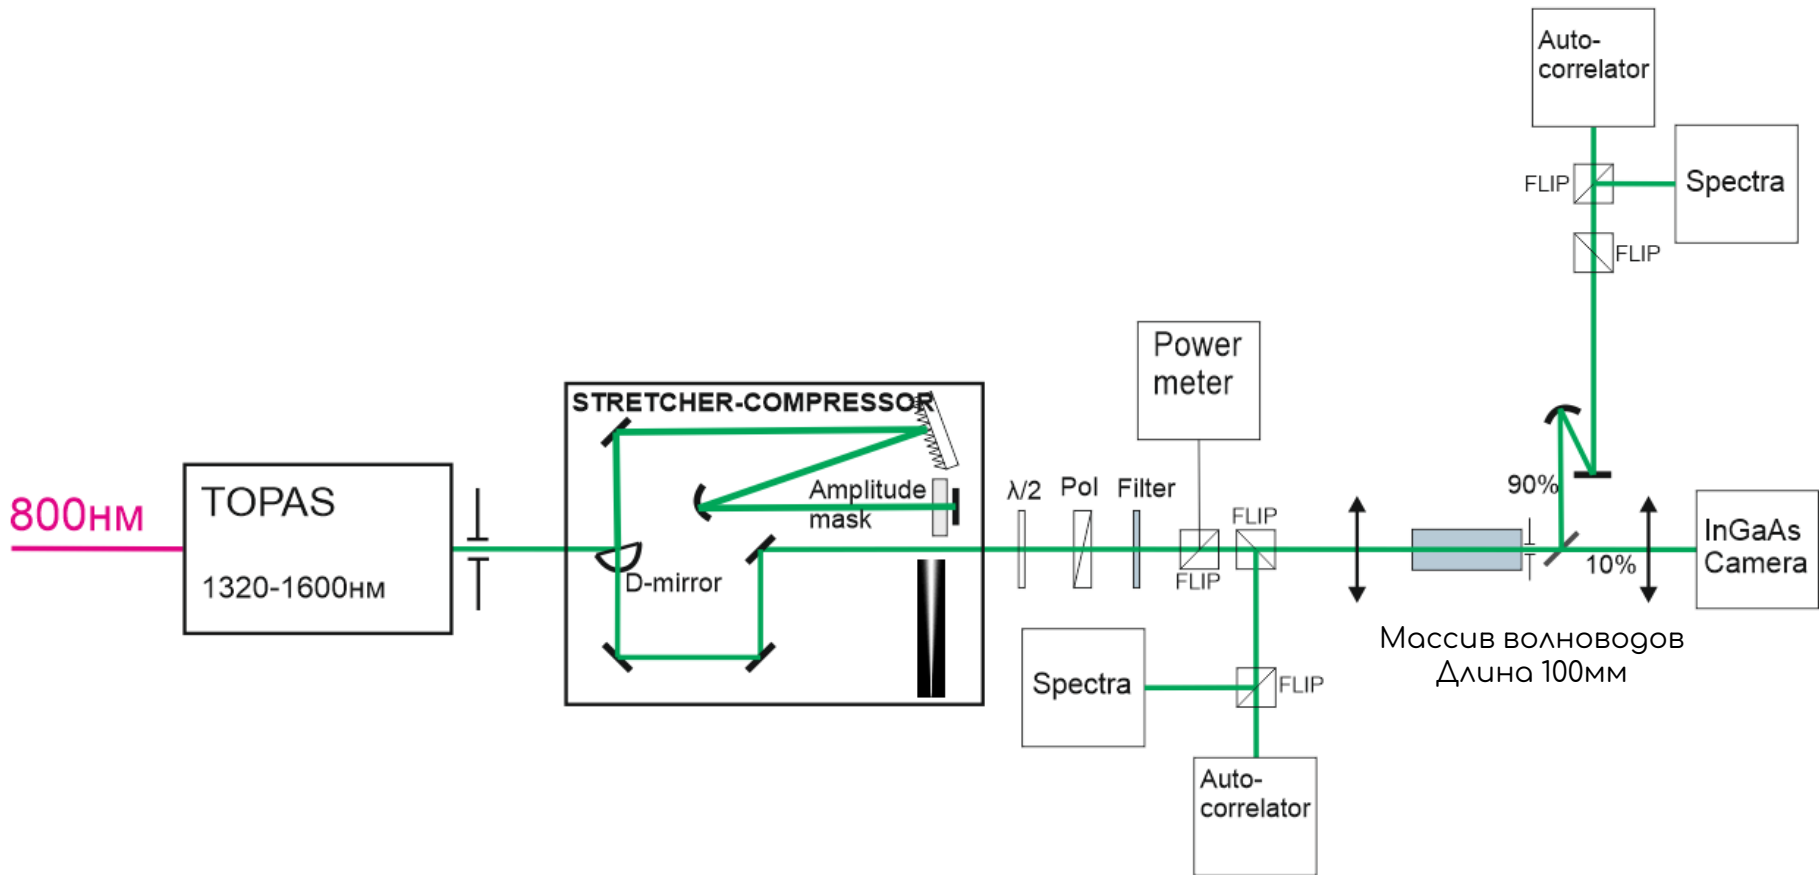 800нм
TOPAS
1320-1600нм
STRETCHER-COMPRESSOR
Amplitude
mask
D-mirror
λ/2
Pol
Filter
Power
meter
FLIP
FLIP
Spectra
FLIP
Auto-
correlator
Массив волноводов
Длина 100мм
90%
10%
InGaAs
Camera
FLIP
FLIP
Spectra
Auto-
correlator